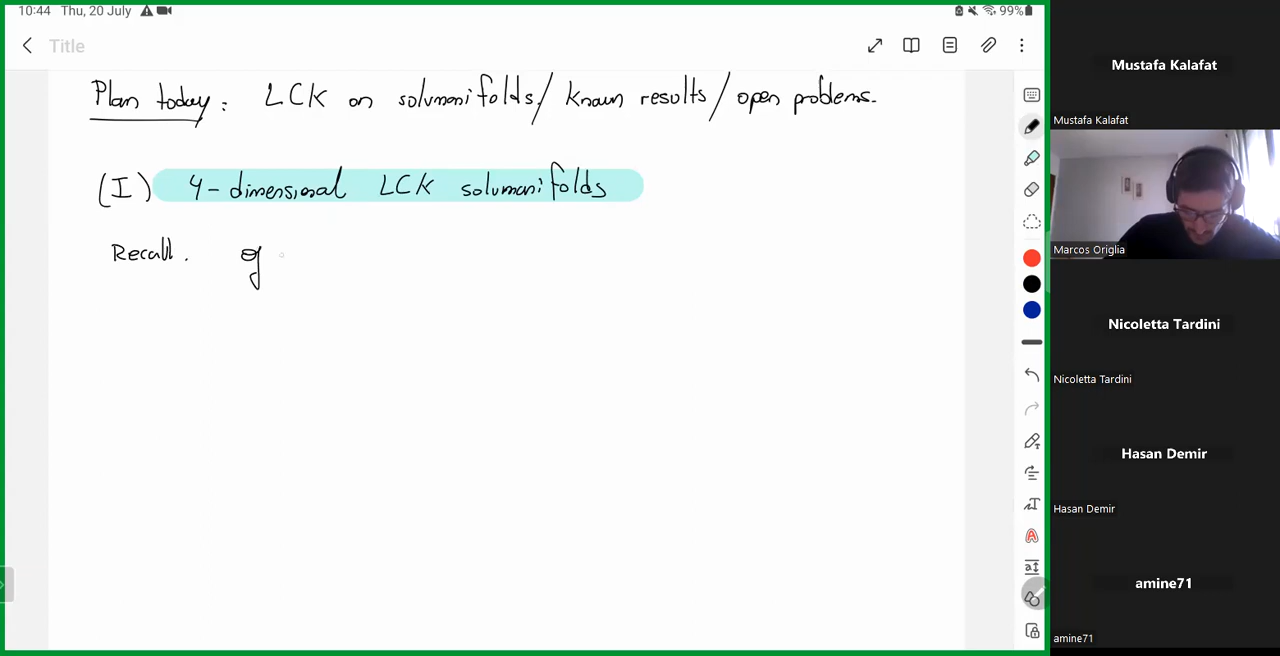 10:44 Thu, 20 July 99%
Title
Plan today: LCK on solvmanifolds / known results / open problems.
(I) 4-dimensional LCK solvmanifolds
Recall. g
Mustafa Kalafat
Mustafa Kalafat
Marcos Origlia
Nicoletta Tardini
Nicoletta Tardini
Hasan Demir
Hasan Demir
amine71
amine71